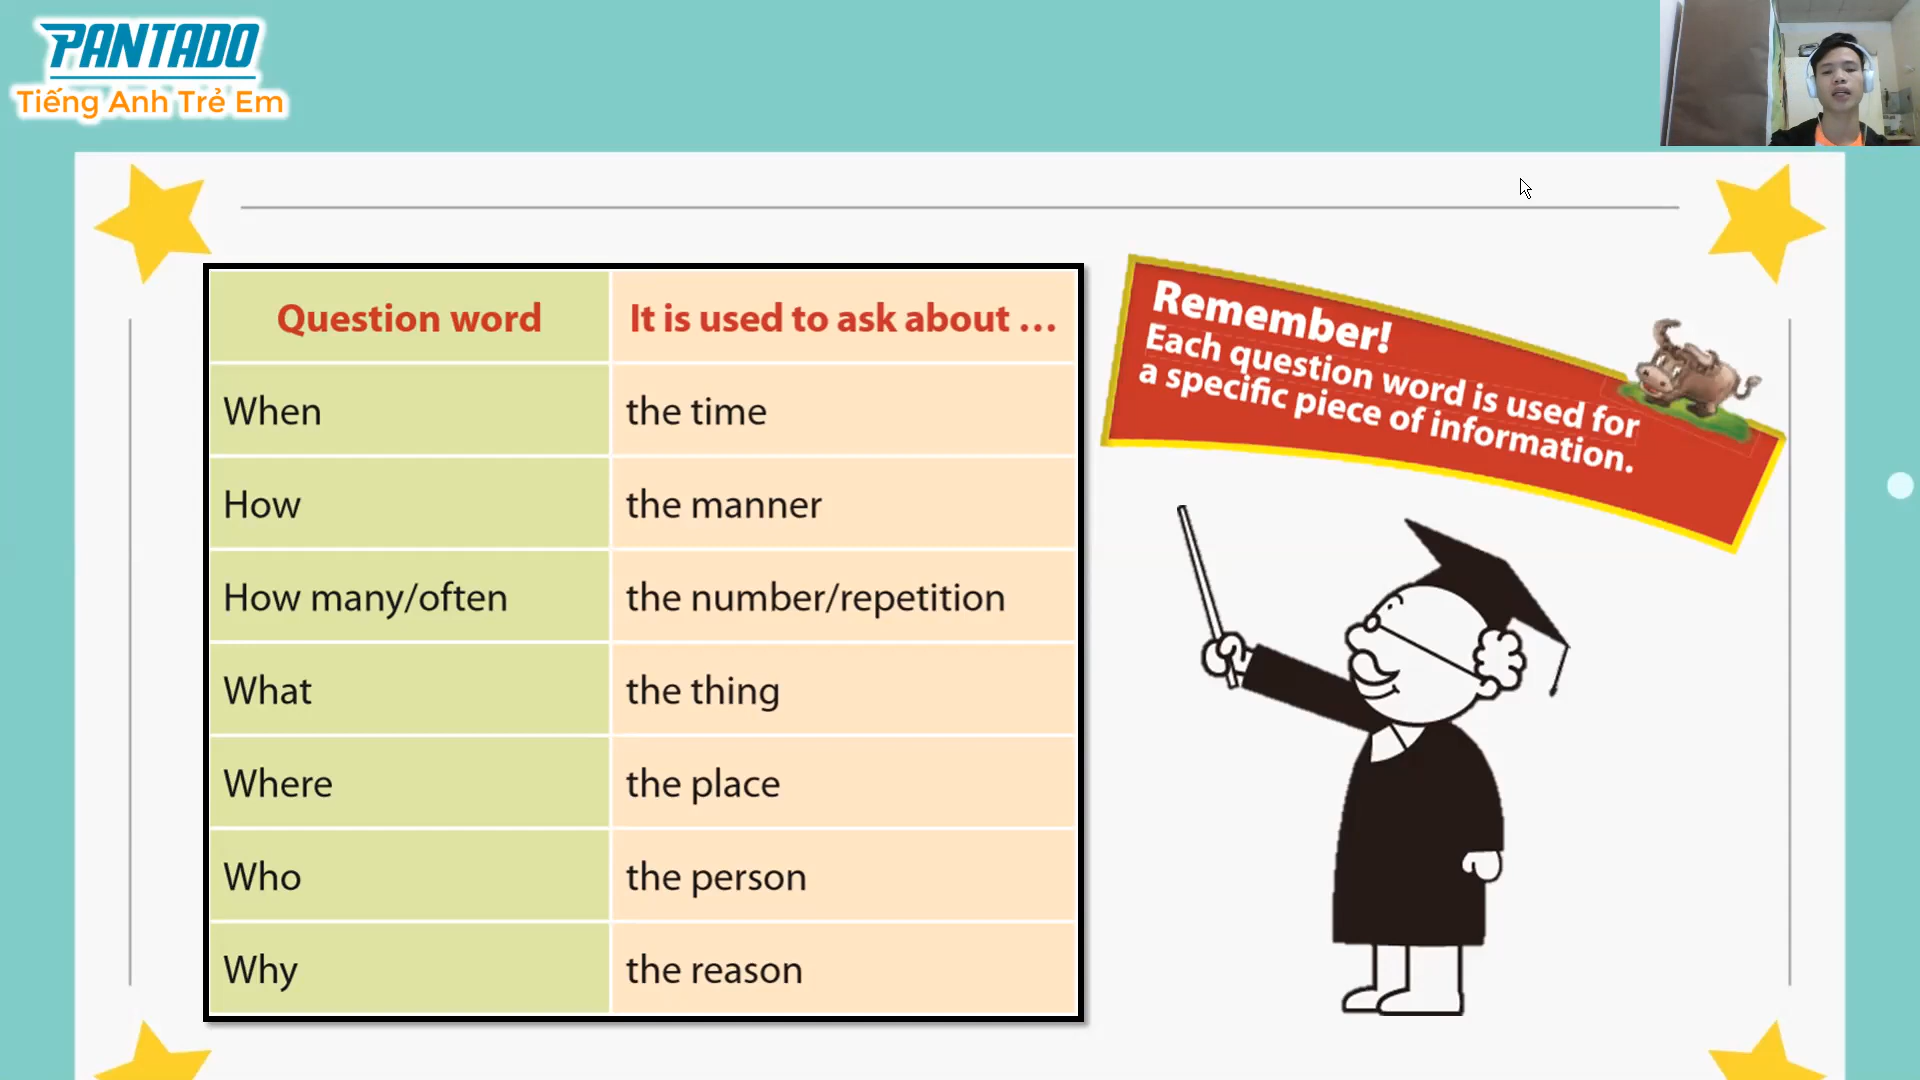 PANTADO
Tiếng Anh Trẻ Em
Question word It is used to ask about ...
When the time
How the manner
How many/often the number/repetition
What the thing
Where the place
Who the person
Why the reason
Remember!
Each question word is used for
a specific piece of information.